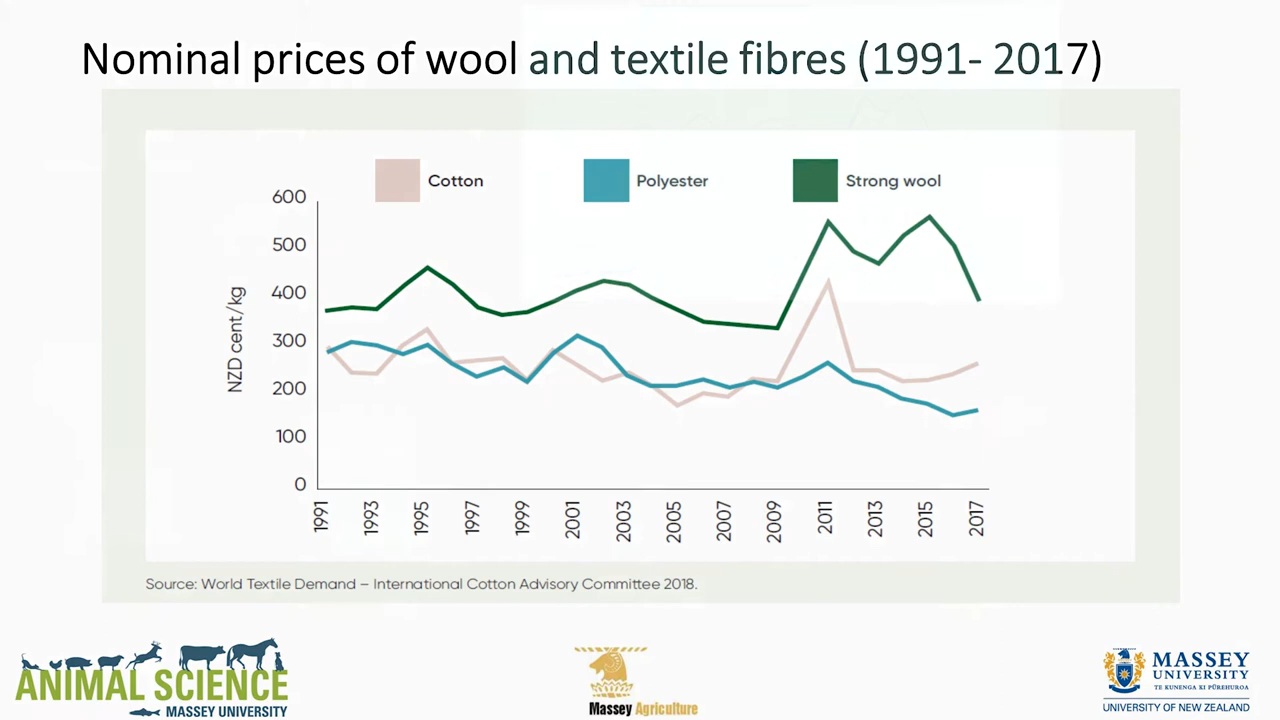 Nominal prices of wool and textile fibres (1991- 2017)
Cotton
Polyester
Strong wool
NZD cent/kg
600
500
400
300
200
100
0
1991
1993
1995
1997
1999
2001
2003
2005
2007
2009
2011
2013
2015
2017
Source: World Textile Demand – International Cotton Advisory Committee 2018.
ANIMAL SCIENCE
MASSEY UNIVERSITY
Massey Agriculture
MASSEY
UNIVERSITY
TE KUNENGA KI PŪREHUROA
UNIVERSITY OF NEW ZEALAND